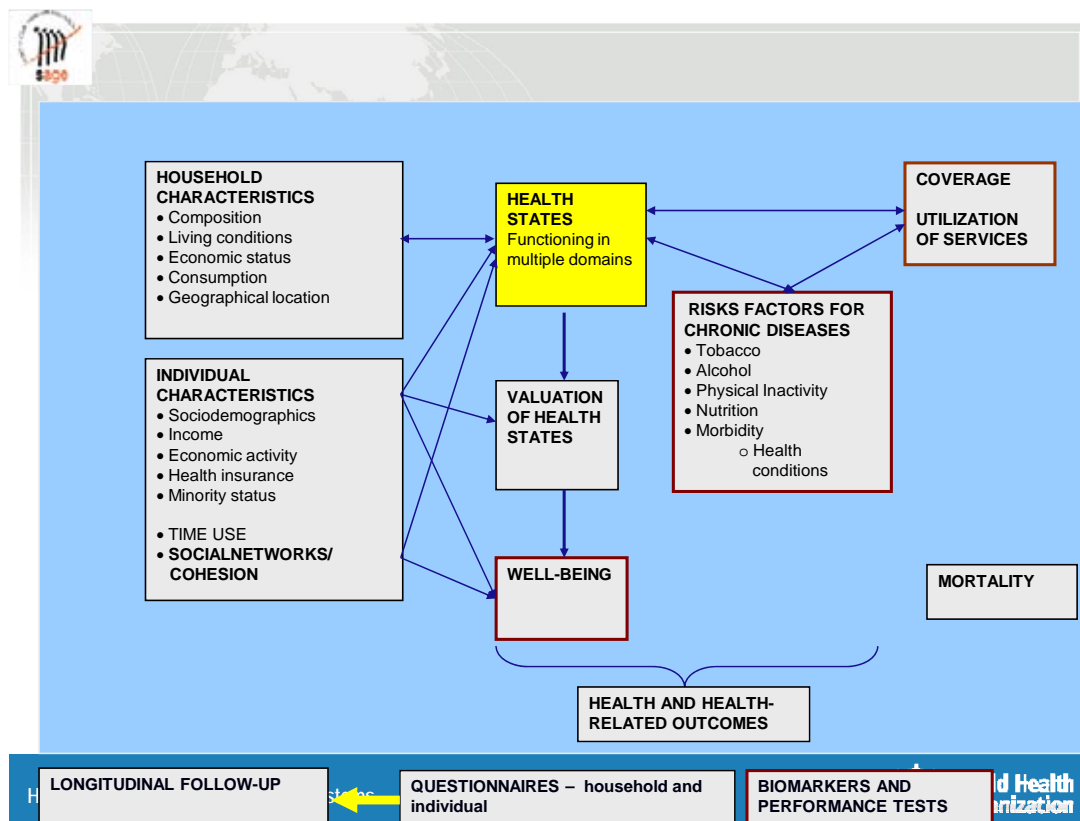 sage
HOUSEHOLD
CHARACTERISTICS
• Composition
• Living conditions
• Economic status
• Consumption
• Geographical location
INDIVIDUAL
CHARACTERISTICS
• Sociodemographics
• Income
• Economic activity
• Health insurance
• Minority status
• TIME USE
• SOCIALNETWORKS/
COHESION
HEALTH
STATES
Functioning in
multiple domains
VALUATION
OF HEALTH
STATES
WELL-BEING
COVERAGE
UTILIZATION
OF SERVICES
RISKS FACTORS FOR
CHRONIC DISEASES
• Tobacco
• Alcohol
• Physical Inactivity
• Nutrition
• Morbidity
o Health
conditions
MORTALITY
HEALTH AND HEALTH-
RELATED OUTCOMES
LONGITUDINAL FOLLOW-UP
QUESTIONNAIRES – household and
individual
BIOMARKERS AND
PERFORMANCE TESTS
Health